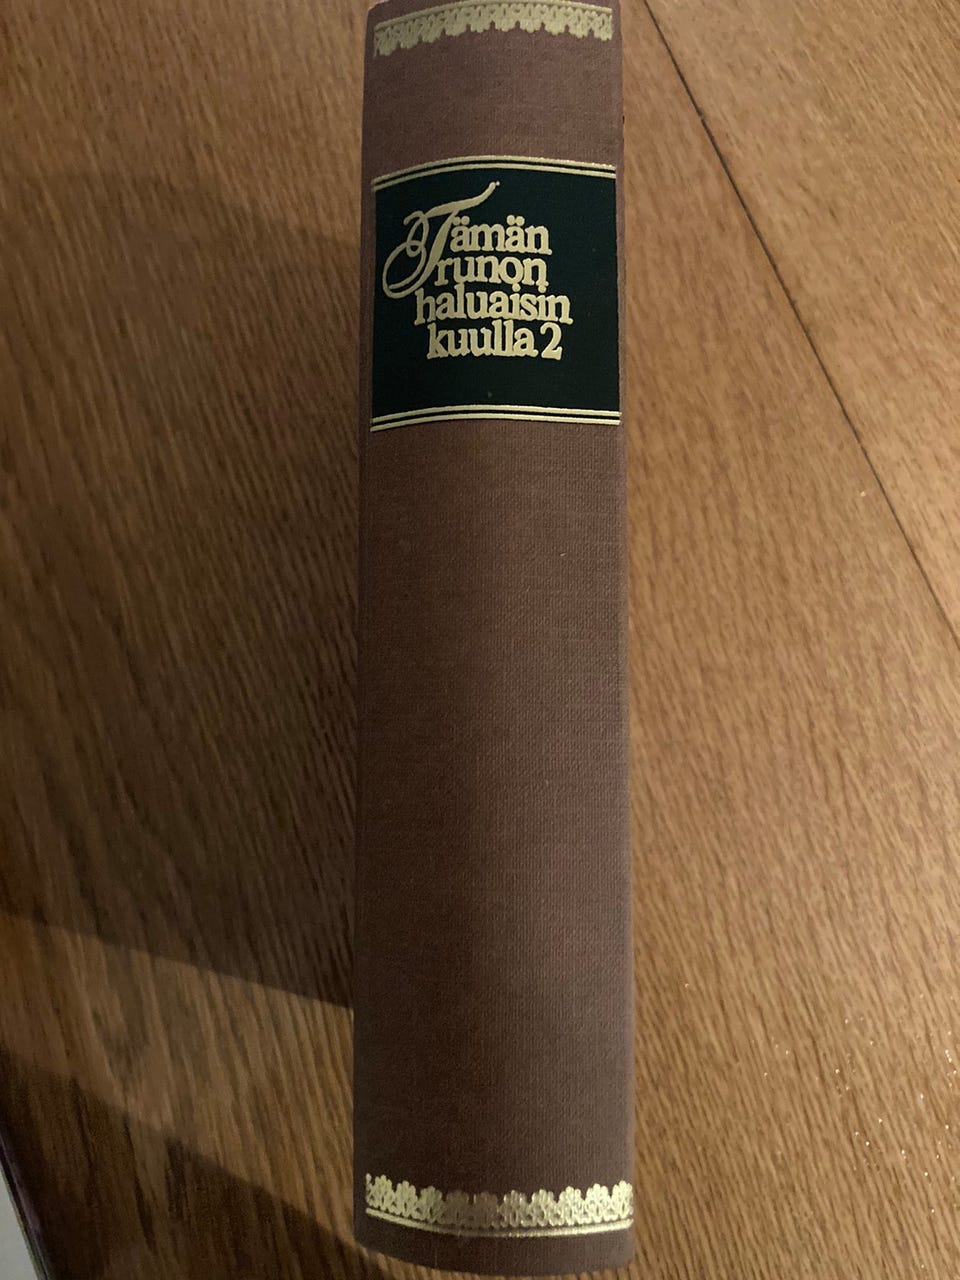 Tämän
runon
haluaisin
kuulla 2